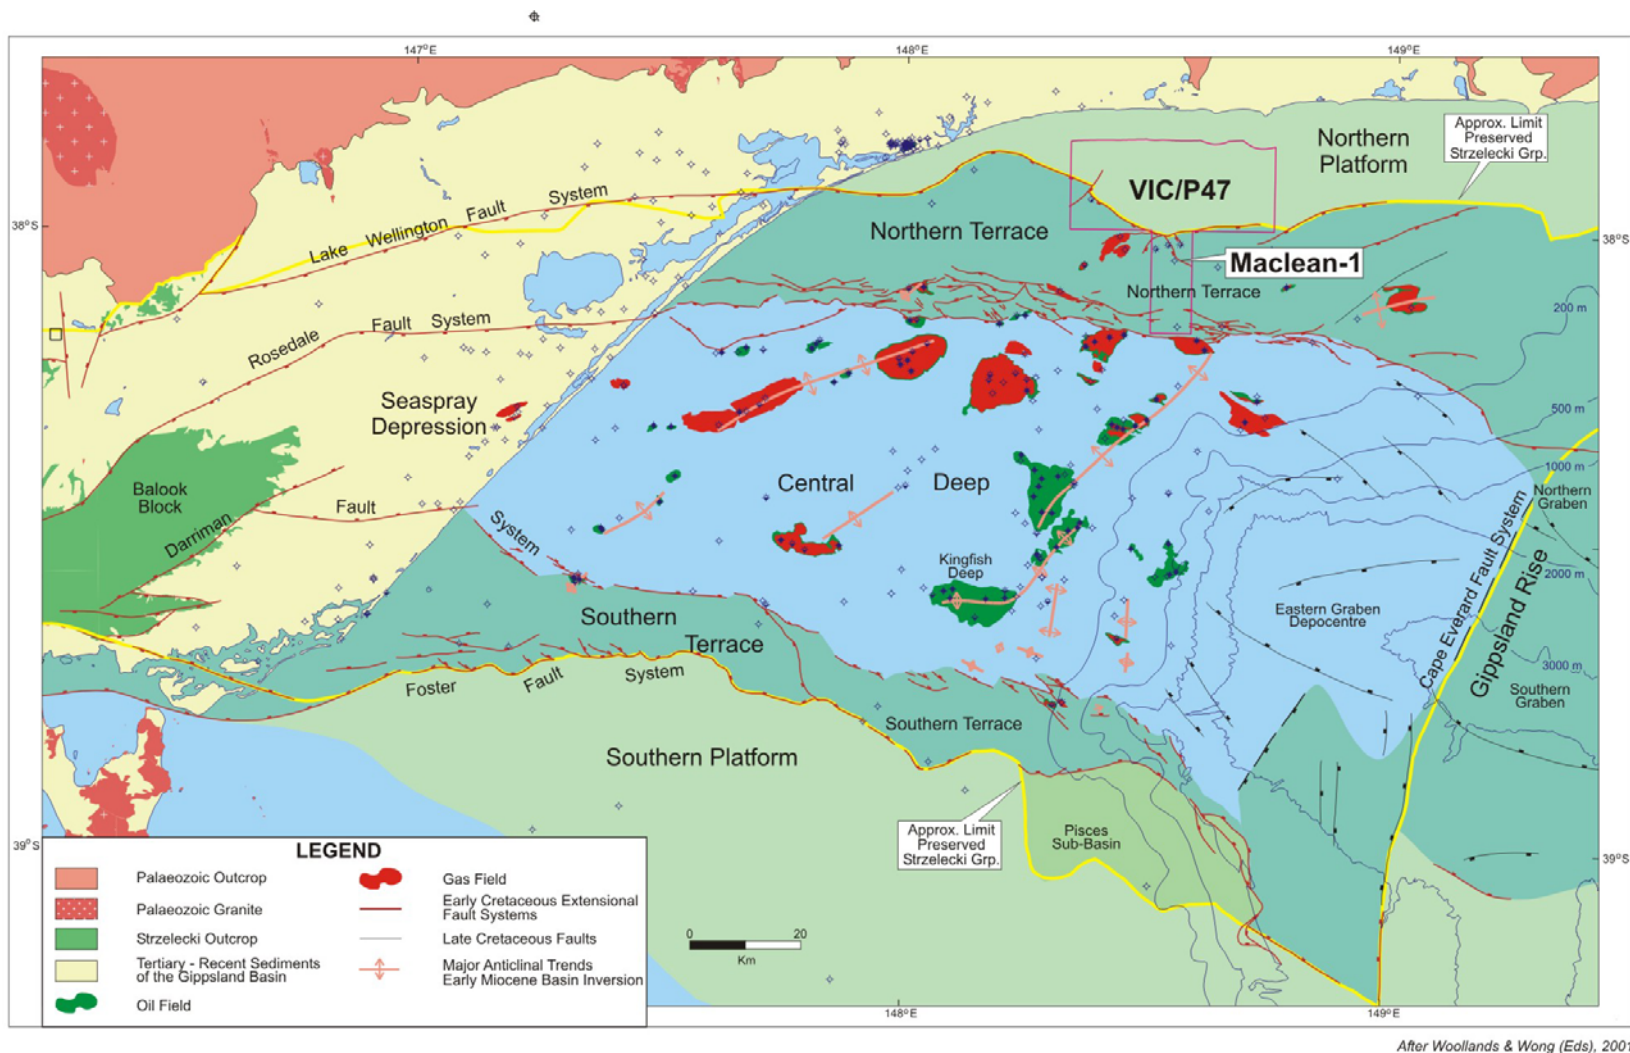 147°E
148°E
149°E
Approx. Limit
Preserved
Strzelecki Grp.
Northern
Platform
VIC/P47
Lake Wellington Fault System
38°S
38°S
Northern Terrace
Maclean-1
Northern Terrace
200 m
Rosedale Fault System
Seaspray
Depression
500 m
1000 m
Balook
Block
Central Deep
Northern
Graben
Darriman Fault System
Kingfish
Deep
2000 m
Cape Everard Fault System
Gippsland Rise
Eastern Graben
Depocentre
Southern
Terrace
3000 m
Southern
Graben
Foster Fault System
Southern Terrace
Southern Platform
Approx. Limit
Preserved
Strzelecki Grp.
Pisces
Sub-Basin
39°S
39°S
LEGEND
Palaeozoic Outcrop
Palaeozoic Granite
Strzelecki Outcrop
Tertiary - Recent Sediments
of the Gippsland Basin
Oil Field
Gas Field
Early Cretaceous Extensional
Fault Systems
Late Cretaceous Faults
Major Anticlinal Trends
Early Miocene Basin Inversion
0 20
Km
148°E
149°E
After Woollands & Wong (Eds), 2001